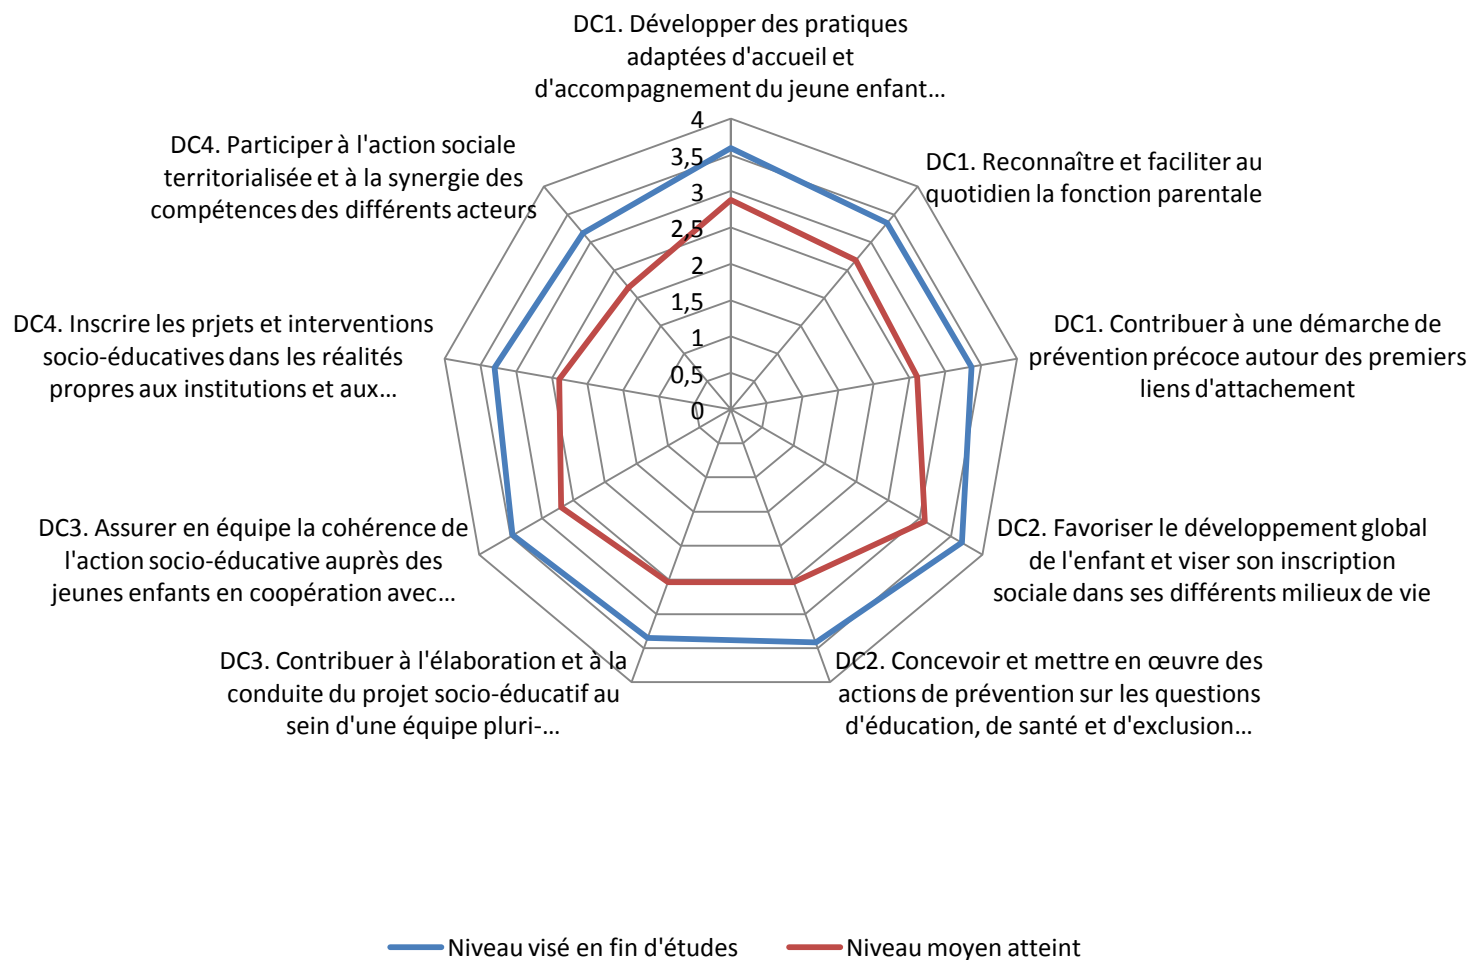 DC1. Développer des pratiques
adaptées d'accueil et
d'accompagnement du jeune enfant…
DC1. Reconnaître et faciliter au
quotidien la fonction parentale
DC1. Contribuer à une démarche de
prévention précoce autour des premiers
liens d'attachement
DC2. Favoriser le développement global
de l'enfant et viser son inscription
sociale dans ses différents milieux de vie
DC2. Concevoir et mettre en œuvre des
actions de prévention sur les questions
d'éducation, de santé et d'exclusion…
DC3. Contribuer à l'élaboration et à la
conduite du projet socio-éducatif au
sein d'une équipe pluri-…
DC3. Assurer en équipe la cohérence de
l'action socio-éducative auprès des
jeunes enfants en coopération avec…
DC4. Inscrire les prjets et interventions
socio-éducatives dans les réalités
propres aux institutions et aux…
DC4. Participer à l'action sociale
territorialisée et à la synergie des
compétences des différents acteurs
4
3,5
3
2,5
2
1,5
1
0,5
0
Niveau visé en fin d'études
Niveau moyen atteint